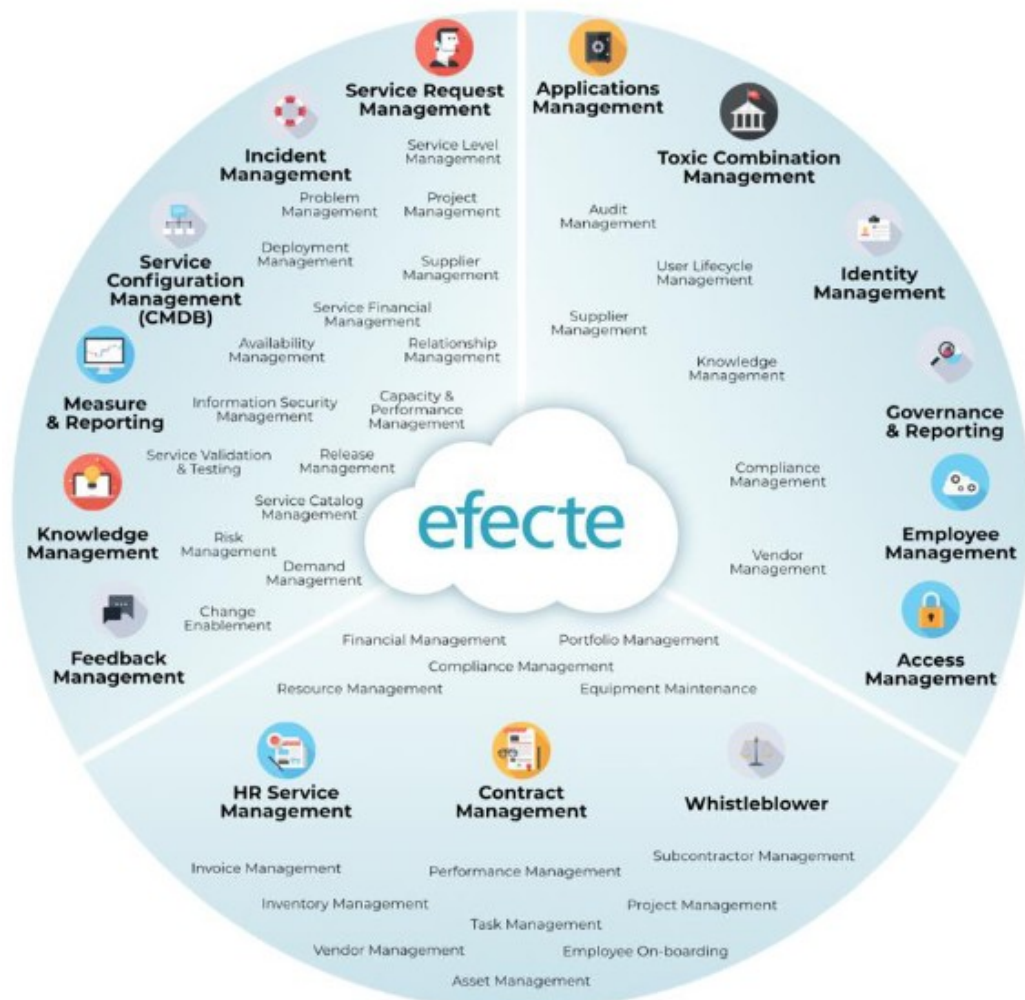 Service Request
Management
Incident
Management
Service
Configuration
Management
(CMDB)
Measure
& Reporting
Knowledge
Management
Feedback
Management
Service Level
Management
Problem
Management
Project
Management
Deployment
Management
Supplier
Management
Service Financial
Management
Availability
Management
Relationship
Management
Information Security
Management
Capacity &
Performance
Management
Service Validation
& Testing
Release
Management
Service Catalog
Management
Risk
Management
Demand
Management
Change
Enablement
Applications
Management
Toxic Combination
Management
Identity
Management
Governance
& Reporting
Employee
Management
Access
Management
Audit
Management
User Lifecycle
Management
Supplier
Management
Knowledge
Management
Compliance
Management
Vendor
Management
efecte
Financial Management
Portfolio Management
Compliance Management
Resource Management
Equipment Maintenance
HR Service
Management
Contract
Management
Whistleblower
Invoice Management
Performance Management
Subcontractor Management
Inventory Management
Task Management
Project Management
Vendor Management
Employee On-boarding
Asset Management